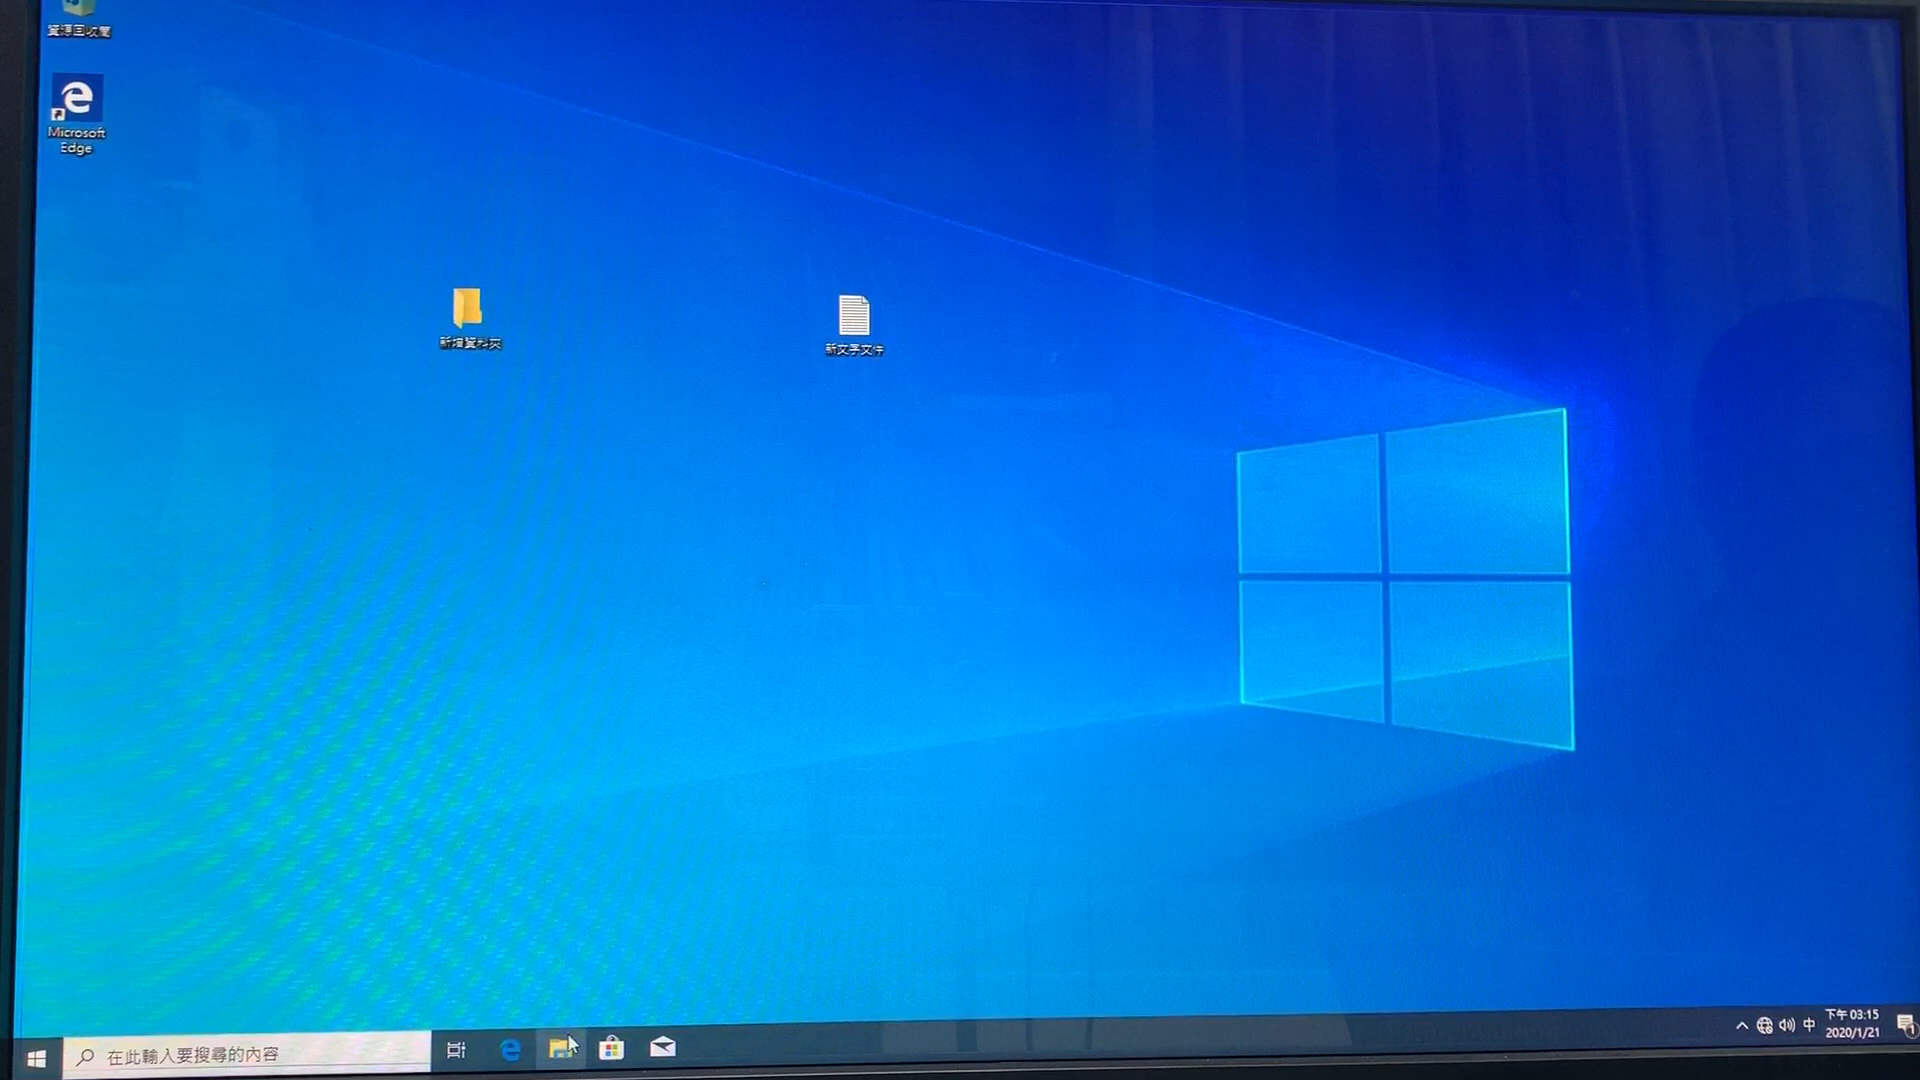 資源回收筒
Microsoft
Edge
新增資料夾
新文字文件
在此輸入要搜尋的內容
中
下午 03:15
2020/1/21
1